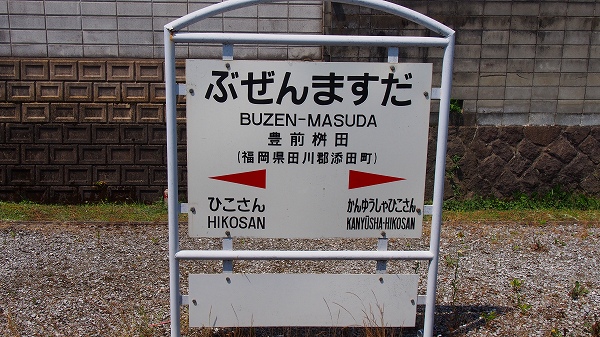 ぶぜんますだ
BUZEN-MASUDA
豊前桝田
(福岡県田川郡添田町)
ひこさん かんゆうしゃひこさん
HIKOSAN KANYŪSHA-HIKOSAN